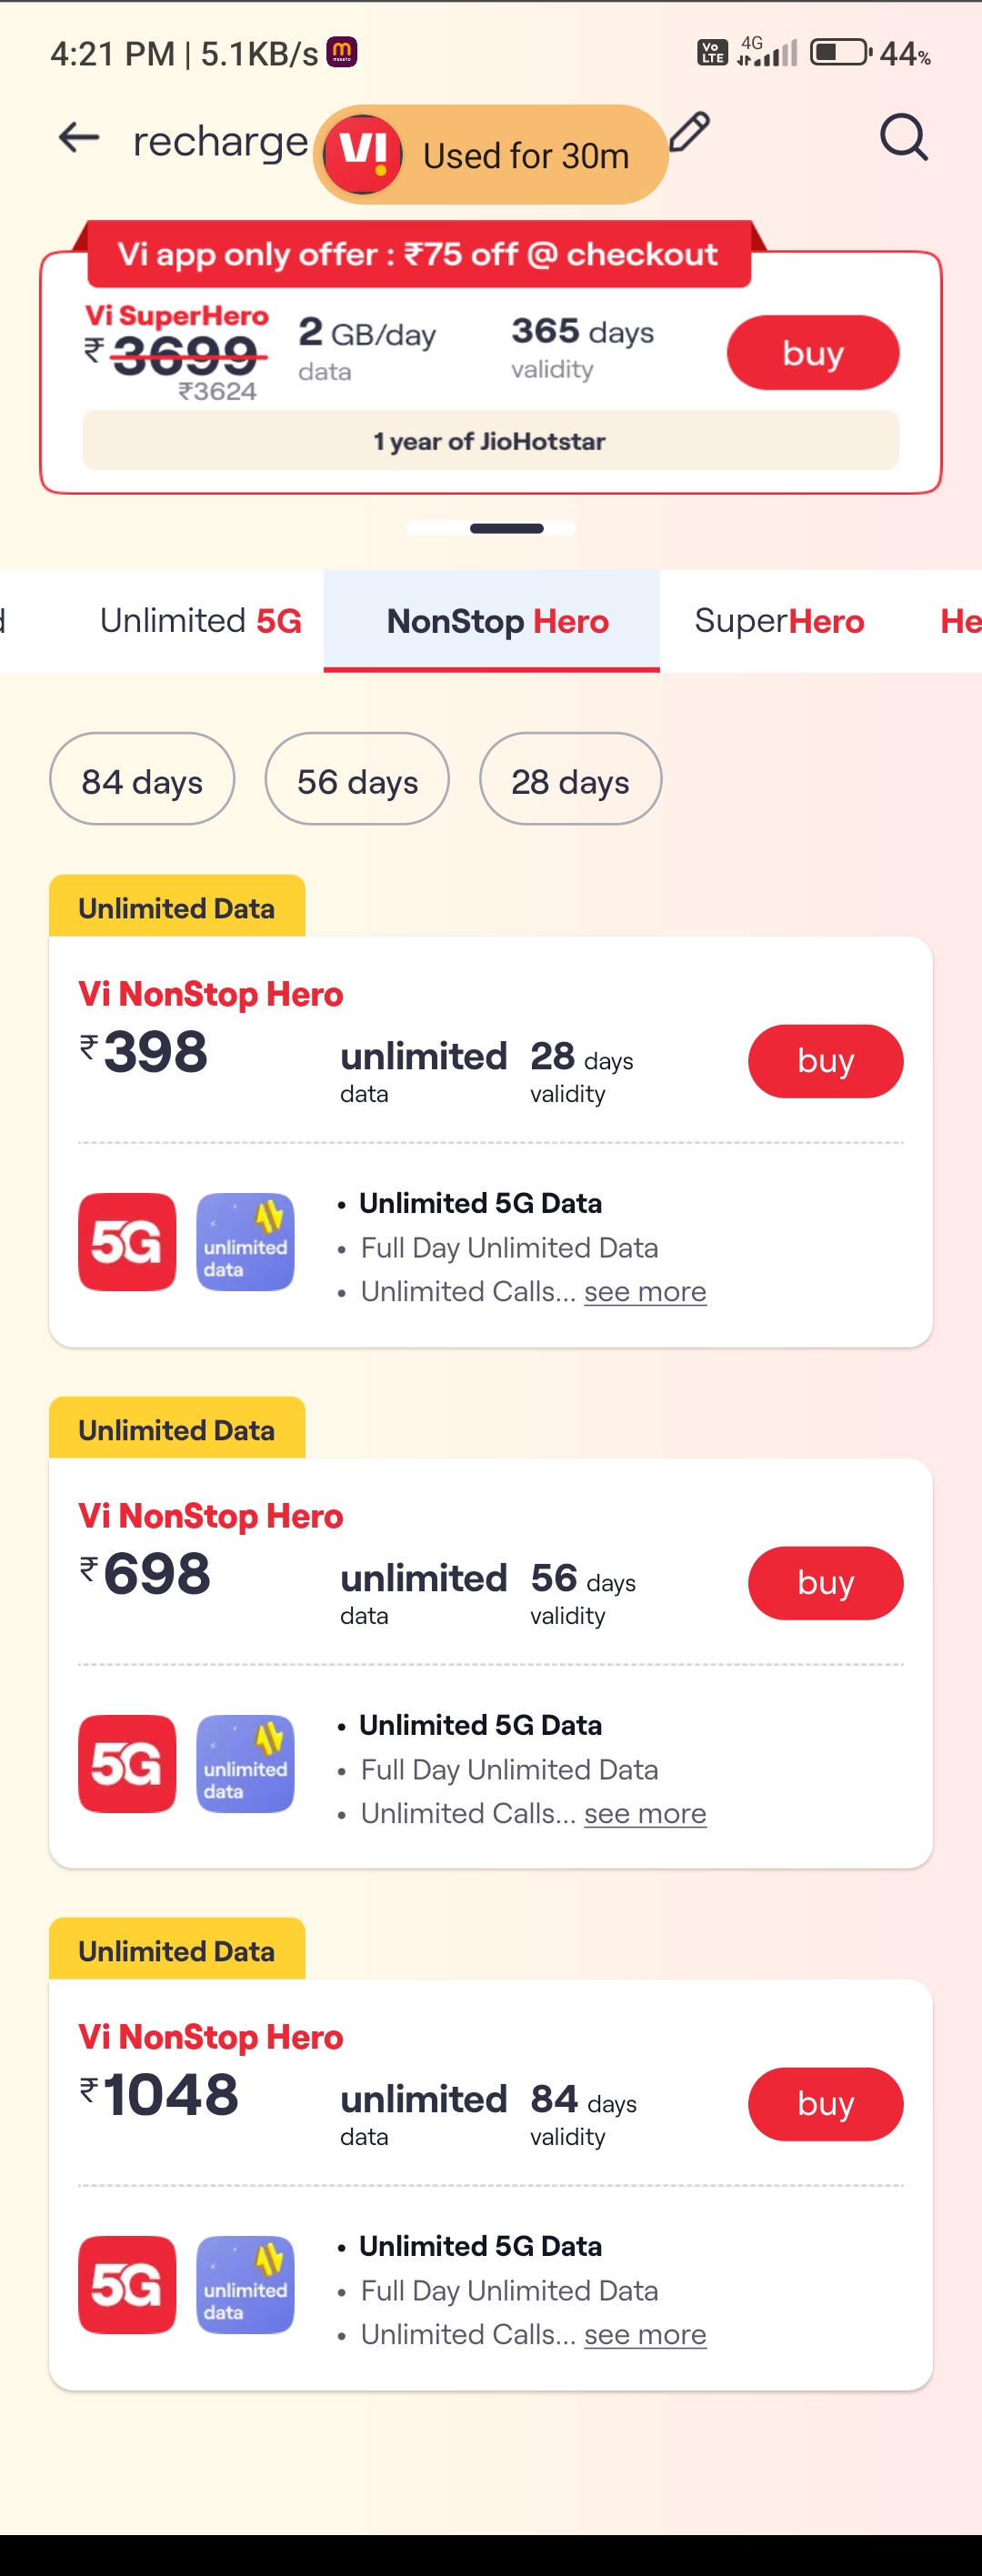 4:21 PM | 5.1KB/s m Vo LTE 4G 44%
recharge VI Used for 30m
Vi app only offer : ₹75 off @ checkout
Vi SuperHero
₹ 3699 2 GB/day 365 days buy
₹3624 data validity
1 year of JioHotstar
d Unlimited 5G NonStop Hero SuperHero He
84 days 56 days 28 days
Unlimited Data
Vi NonStop Hero
₹398 unlimited 28 days buy
data validity
5G unlimited data
• Unlimited 5G Data
• Full Day Unlimited Data
• Unlimited Calls... see more
Unlimited Data
Vi NonStop Hero
₹698 unlimited 56 days buy
data validity
5G unlimited data
• Unlimited 5G Data
• Full Day Unlimited Data
• Unlimited Calls... see more
Unlimited Data
Vi NonStop Hero
₹1048 unlimited 84 days buy
data validity
5G unlimited data
• Unlimited 5G Data
• Full Day Unlimited Data
• Unlimited Calls... see more